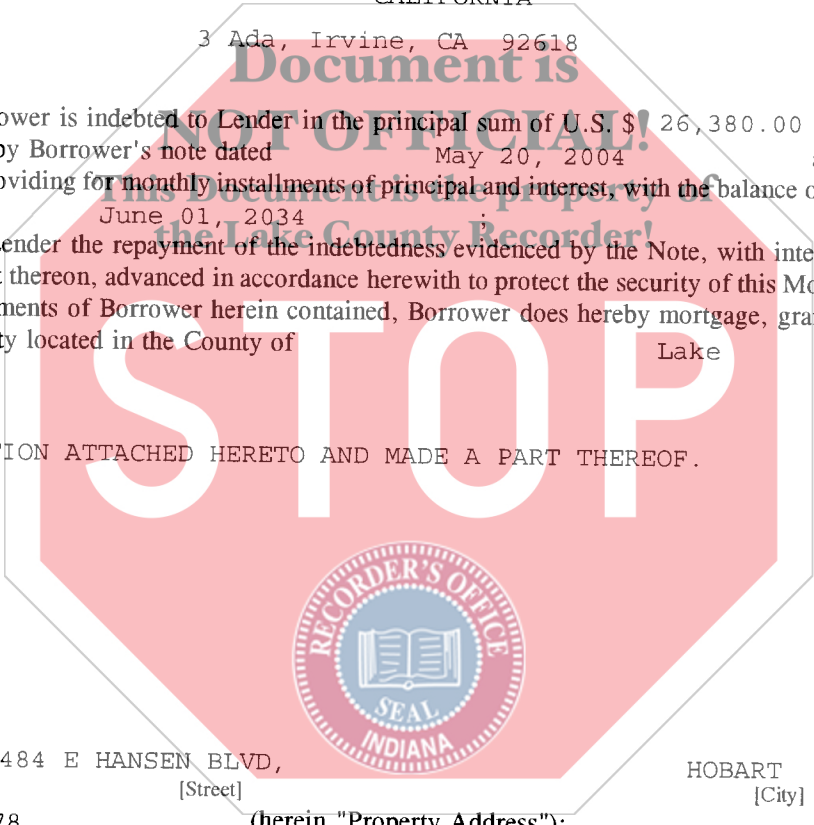 CALIFORNIA
3 Ada, Irvine, CA 92618
Document is
ower is indebted to Lender in the principal sum of U.S. $ 26,380.00
NOT OFFICIAL!
by Borrower's note dated May 20, 2004
oviding for monthly installments of principal and interest, with the balance o
This Document is the property of
June 01, 2034 ;
the Lake County Recorder!
ender the repayment of the indebtedness evidenced by the Note, with inte
t thereon, advanced in accordance herewith to protect the security of this Mo
ments of Borrower herein contained, Borrower does hereby mortgage, gra
ty located in the County of Lake
STOP
TION ATTACHED HERETO AND MADE A PART THEREOF.
RECORDER'S OFFICE
SEAL
INDIANA
484 E HANSEN BLVD, HOBART
[Street] [City]
78 (herein "Property Address");